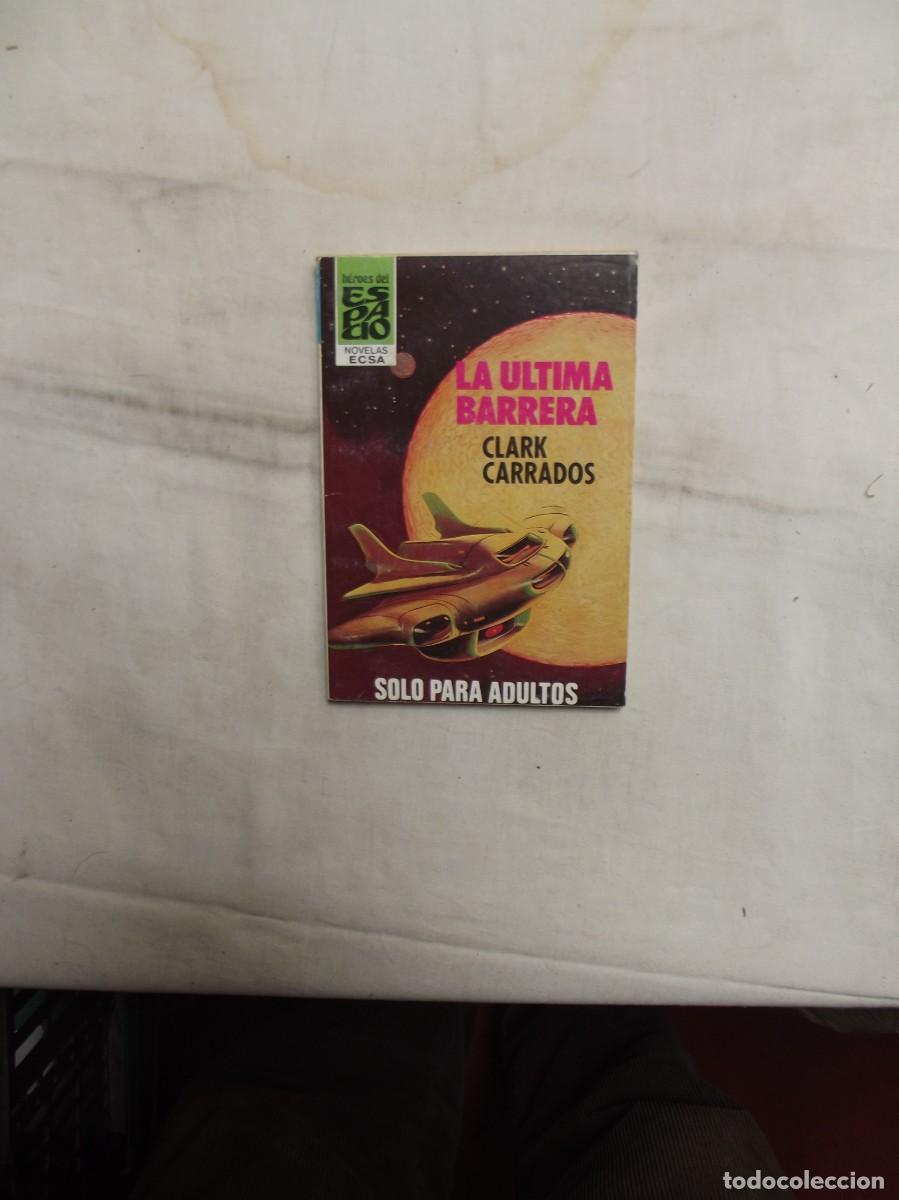 héroes del
ESPACIO
NOVELAS
ECSA
LA ULTIMA
BARRERA
CLARK
CARRADOS
SOLO PARA ADULTOS
todocoleccion